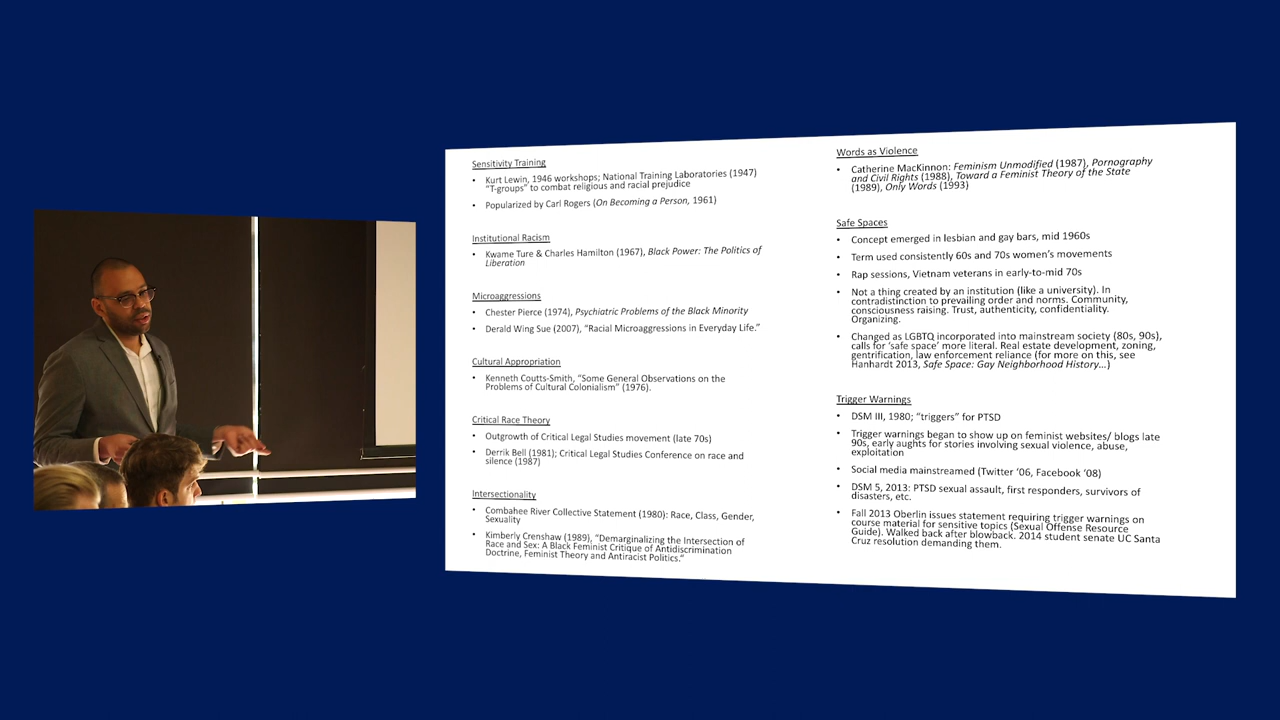 Sensitivity Training
• Kurt Lewin, 1946 workshops; National Training Laboratories (1947)
"T-groups" to combat religious and racial prejudice
• Popularized by Carl Rogers (On Becoming a Person, 1961)
Institutional Racism
• Kwame Ture & Charles Hamilton (1967), Black Power: The Politics of
Liberation
Microaggressions
• Chester Pierce (1974), Psychiatric Problems of the Black Minority
• Derald Wing Sue (2007), "Racial Microaggressions in Everyday Life."
Cultural Appropriation
• Kenneth Coutts-Smith, "Some General Observations on the
Problems of Cultural Colonialism" (1976).
Critical Race Theory
• Outgrowth of Critical Legal Studies movement (late 70s)
• Derrik Bell (1981); Critical Legal Studies Conference on race and
silence (1987)
Intersectionality
• Combahee River Collective Statement (1980): Race, Class, Gender,
Sexuality
• Kimberly Crenshaw (1989), "Demarginalizing the Intersection of
Race and Sex: A Black Feminist Critique of Antidiscrimination
Doctrine, Feminist Theory and Antiracist Politics."
Words as Violence
• Catherine MacKinnon: Feminism Unmodified (1987), Pornography
and Civil Rights (1988), Toward a Feminist Theory of the State
(1989), Only Words (1993)
Safe Spaces
• Concept emerged in lesbian and gay bars, mid 1960s
• Term used consistently 60s and 70s women's movements
• Rap sessions, Vietnam veterans in early-to-mid 70s
• Not a thing created by an institution (like a university). In
contradistinction to prevailing order and norms. Community,
consciousness raising. Trust, authenticity, confidentiality.
Organizing.
• Changed as LGBTQ incorporated into mainstream society (80s, 90s),
calls for 'safe space' more literal. Real estate development, zoning,
gentrification, law enforcement reliance (for more on this, see
Hanhardt 2013, Safe Space: Gay Neighborhood History…)
Trigger Warnings
• DSM III, 1980; "triggers" for PTSD
• Trigger warnings began to show up on feminist websites/ blogs late
90s, early aughts for stories involving sexual violence, abuse,
exploitation
• Social media mainstreamed (Twitter '06, Facebook '08)
• DSM 5, 2013: PTSD sexual assault, first responders, survivors of
disasters, etc.
• Fall 2013 Oberlin issues statement requiring trigger warnings on
course material for sensitive topics (Sexual Offense Resource
Guide). Walked back after blowback. 2014 student senate UC Santa
Cruz resolution demanding them.